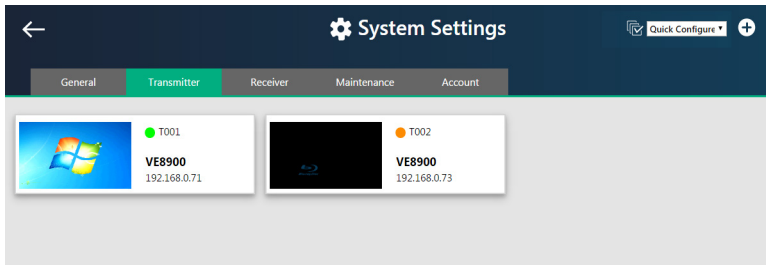 System Settings
Quick Configure
General
Transmitter
Receiver
Maintenance
Account
T001
VE8900
192.168.0.71
T002
VE8900
192.168.0.73